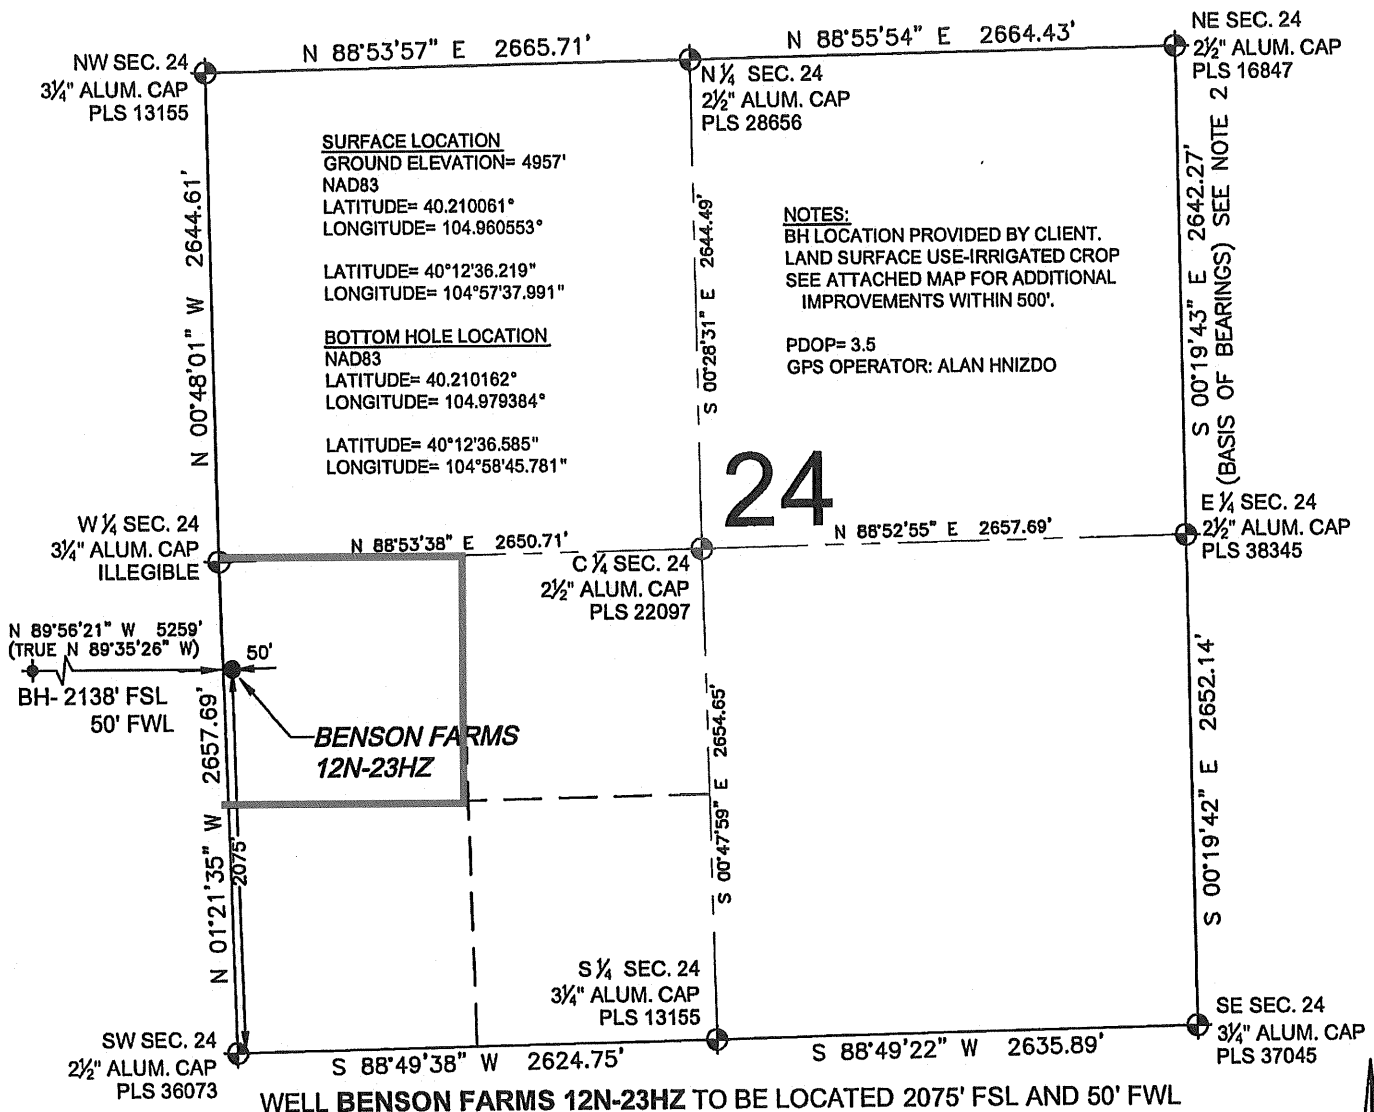 N 88°53'57" E 2665.71'
N 88°55'54" E 2664.43'
NW SEC. 24
3¼" ALUM. CAP
PLS 13155
N ¼ SEC. 24
2½" ALUM. CAP
PLS 28656
NE SEC. 24
2½" ALUM. CAP
PLS 16847
SURFACE LOCATION
GROUND ELEVATION= 4957'
NAD83
LATITUDE= 40.210061°
LONGITUDE= 104.960553°
LATITUDE= 40°12'36.219"
LONGITUDE= 104°57'37.991"
BOTTOM HOLE LOCATION
NAD83
LATITUDE= 40.210162°
LONGITUDE= 104.979384°
LATITUDE= 40°12'36.585"
LONGITUDE= 104°58'45.781"
NOTES:
BH LOCATION PROVIDED BY CLIENT.
LAND SURFACE USE-IRRIGATED CROP
SEE ATTACHED MAP FOR ADDITIONAL
IMPROVEMENTS WITHIN 500'.
PDOP= 3.5
GPS OPERATOR: ALAN HNIZDO
N 00°48'01" W 2644.61'
S 00°28'31" E 2644.49'
S 00°19'43" E 2642.27'
(BASIS OF BEARINGS) SEE NOTE 2
24
W ¼ SEC. 24
3¼" ALUM. CAP
ILLEGIBLE
N 88°53'38" E 2650.71'
C ¼ SEC. 24
2½" ALUM. CAP
PLS 22097
N 88°52'55" E 2657.69'
E ¼ SEC. 24
2½" ALUM. CAP
PLS 38345
N 89°56'21" W 5259'
(TRUE N 89°35'26" W)
50'
BH- 2138' FSL
50' FWL
BENSON FARMS
12N-23HZ
N 01°21'35" W 2657.69'
2075'
S 00°47'59" E 2654.65'
S 00°19'42" E 2652.14'
SW SEC. 24
2½" ALUM. CAP
PLS 36073
S ¼ SEC. 24
3¼" ALUM. CAP
PLS 13155
SE SEC. 24
3¼" ALUM. CAP
PLS 37045
S 88°49'38" W 2624.75'
S 88°49'22" W 2635.89'
WELL BENSON FARMS 12N-23HZ TO BE LOCATED 2075' FSL AND 50' FWL